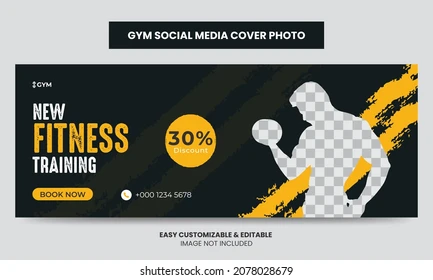 GYM SOCIAL MEDIA COVER PHOTO
GYM
NEW
FITNESS
TRAINING
30%
Discount
BOOK NOW
+000 1234 5678
EASY CUSTOMIZABLE & EDITABLE
IMAGE NOT INCLUDED
shutterstock.com · 2078028679